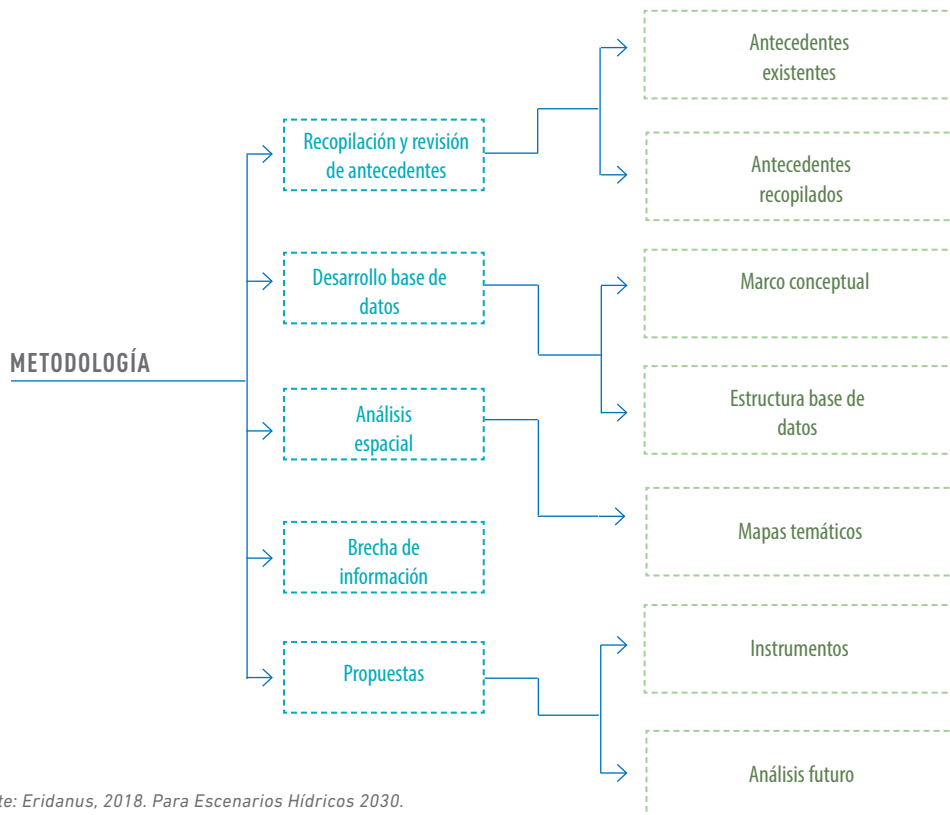 METODOLOGÍA
Recopilación y revisión
de antecedentes
Antecedentes
existentes
Antecedentes
recopilados
Desarrollo base de
datos
Marco conceptual
Estructura base de
datos
Análisis
espacial
Mapas temáticos
Brecha de
información
Propuestas
Instrumentos
Análisis futuro
te: Eridanus, 2018. Para Escenarios Hídricos 2030.